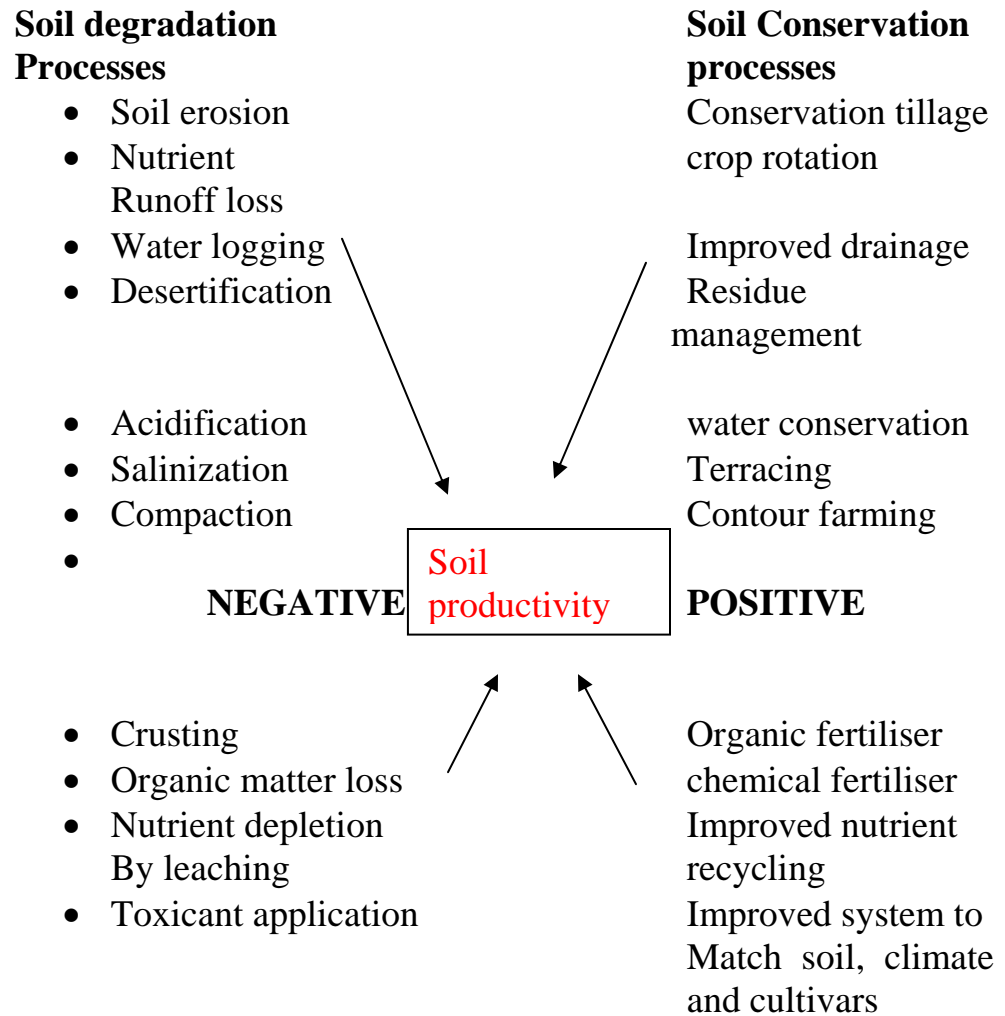 Soil degradation
Processes
• Soil erosion
• Nutrient
Runoff loss
• Water logging
• Desertification
• Acidification
• Salinization
• Compaction
•
NEGATIVE
• Crusting
• Organic matter loss
• Nutrient depletion
By leaching
• Toxicant application
Soil
productivity
Soil Conservation
processes
Conservation tillage
crop rotation
Improved drainage
Residue
management
water conservation
Terracing
Contour farming
POSITIVE
Organic fertiliser
chemical fertiliser
Improved nutrient
recycling
Improved system to
Match soil, climate
and cultivars